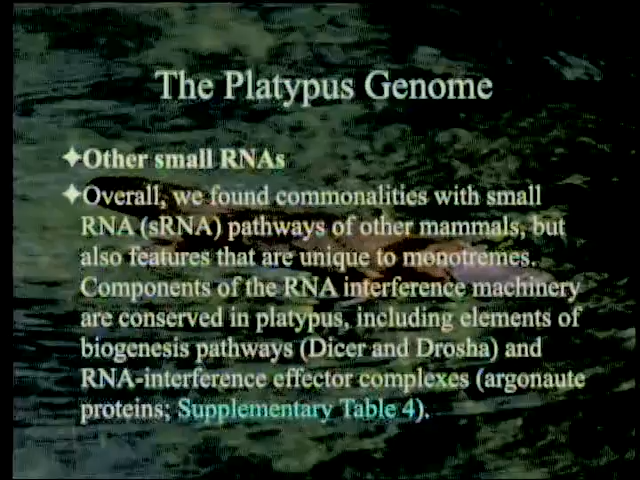 The Platypus Genome
✦Other small RNAs
✦Overall, we found commonalities with small
RNA (sRNA) pathways of other mammals, but
also features that are unique to monotremes.
Components of the RNA interference machinery
are conserved in platypus, including elements of
biogenesis pathways (Dicer and Drosha) and
RNA-interference effector complexes (argonaute
proteins; Supplementary Table 4).